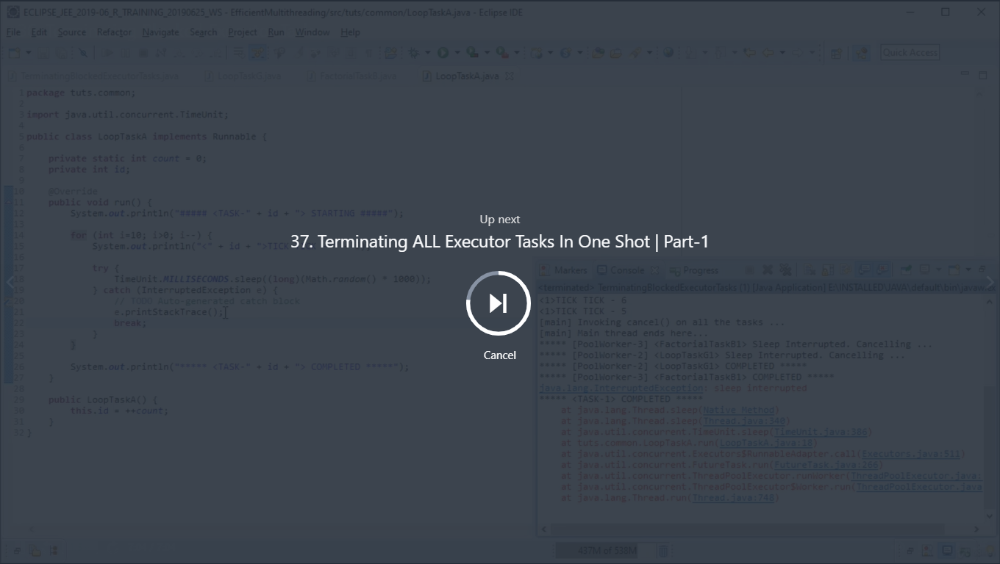 ECLIPSE_JEE_2019-06_R_TRAINING_20190625_WS - EfficientMultithreading/src/tuts/common/LoopTaskA.java - Eclipse IDE
File Edit Source Refactor Navigate Search Project Run Window Help
Quick Access
TerminatingBlockedExecutorTasks.java LoopTaskG.java FactorialTaskB.java LoopTaskA.java
1 package tuts.common;
2
3 import java.util.concurrent.TimeUnit;
4
5 public class LoopTaskA implements Runnable {
6
7 private static int count = 0;
8 private int id;
9
10 @Override
11 public void run() {
12 System.out.println("##### <TASK-" + id + "> STARTING #####");
13
14 for (int i=10; i>0; i--) {
15 System.out.println("<" + id + ">TICK
16
17 try {
18 TimeUnit.MILLISECONDS.sleep((long)(Math.random() * 1000));
19 } catch (InterruptedException e) {
20 // TODO Auto-generated catch block
21 e.printStackTrace();
22 break;
23 }
24 }
25
26 System.out.println("***** <TASK-" + id + "> COMPLETED *****");
27 }
28
29 public LoopTaskA() {
30 this.id = ++count;
31 }
32 }
Up next
37. Terminating ALL Executor Tasks In One Shot | Part-1
Cancel
Markers Console Progress
<terminated> TerminatingBlockedExecutorTasks (1) [Java Application] E:\INSTALLED\JAVA\default\bin\javaw.ex
<1>TICK TICK - 6
<1>TICK TICK - 5
[main] Invoking cancel() on all the tasks ...
[main] Main thread ends here...
***** [PoolWorker-3] <FactorialTaskB1> Sleep Interrupted. Cancelling ...
***** [PoolWorker-2] <LoopTaskG1> Sleep Interrupted. Cancelling ...
***** [PoolWorker-2] <LoopTaskG1> COMPLETED *****
***** [PoolWorker-3] <FactorialTaskB1> COMPLETED *****
java.lang.InterruptedException: sleep interrupted
***** <TASK-1> COMPLETED *****
at java.lang.Thread.sleep(Native Method)
at java.lang.Thread.sleep(Thread.java:340)
at java.util.concurrent.TimeUnit.sleep(TimeUnit.java:386)
at tuts.common.LoopTaskA.run(LoopTaskA.java:18)
at java.util.concurrent.Executors$RunnableAdapter.call(Executors.java:511)
at java.util.concurrent.FutureTask.run(FutureTask.java:266)
at java.util.concurrent.ThreadPoolExecutor.runWorker(ThreadPoolExecutor.java:
at java.util.concurrent.ThreadPoolExecutor$Worker.run(ThreadPoolExecutor.java
at java.lang.Thread.run(Thread.java:748)
437M of 538M